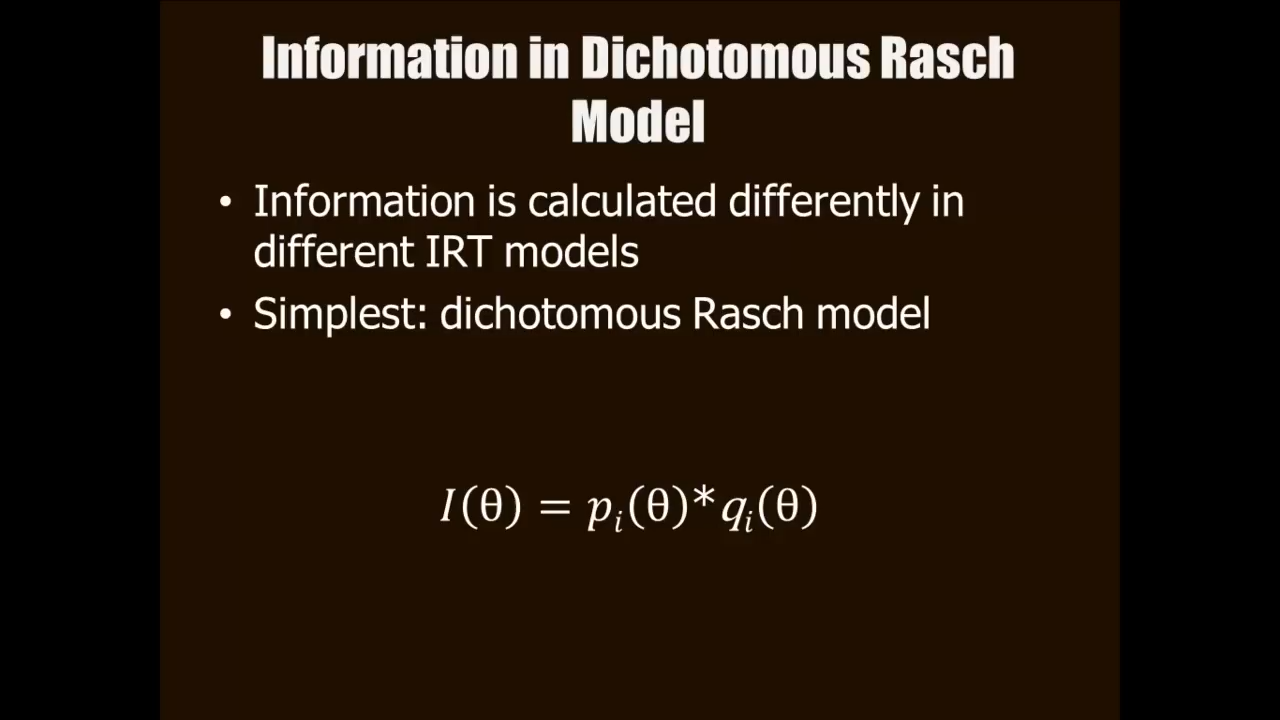 Information in Dichotomous Rasch
Model
• Information is calculated differently in
different IRT models
• Simplest: dichotomous Rasch model
I(θ) = pᵢ(θ)*qᵢ(θ)